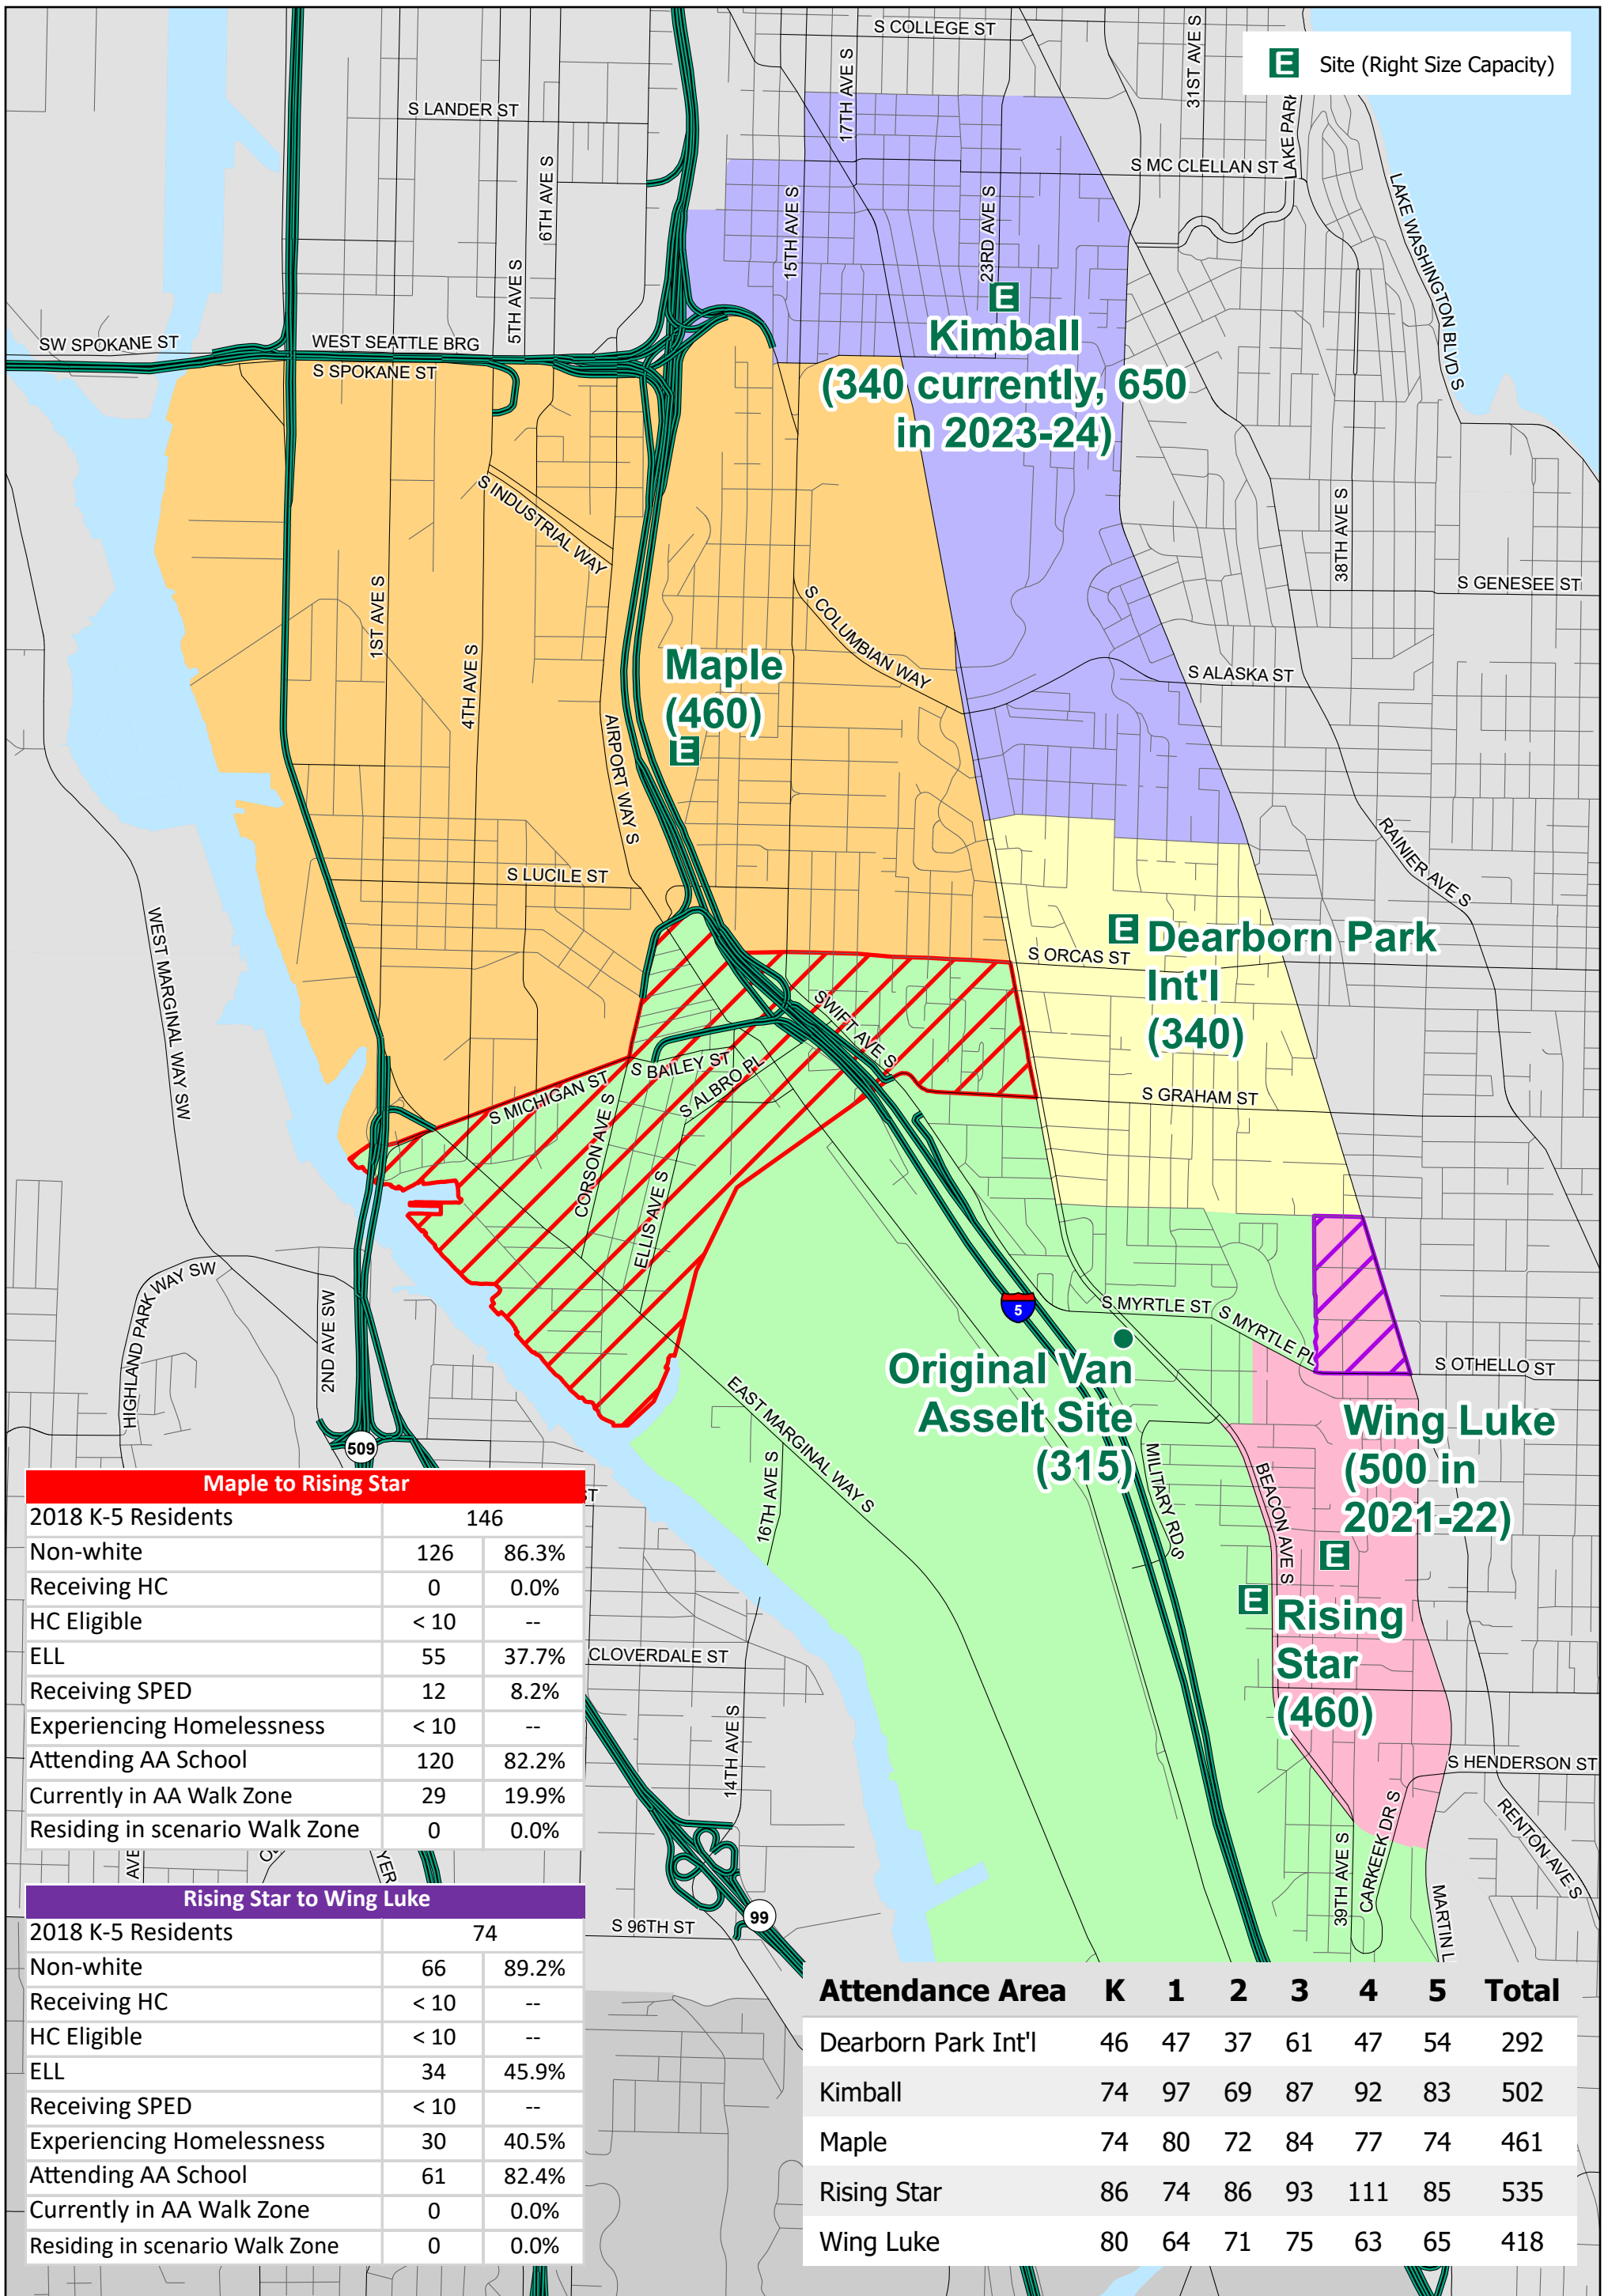 S COLLEGE ST
17TH AVE S
31ST AVE S
E Site (Right Size Capacity)
LAKE PARK
S LANDER ST
6TH AVE S
S MC CLELLAN ST
LAKE WASHINGTON BLVD S
15TH AVE S
23RD AVE S
5TH AVE S
E
Kimball
(340 currently, 650
in 2023-24)
SW SPOKANE ST
WEST SEATTLE BRG
S SPOKANE ST
S INDUSTRIAL WAY
38TH AVE S
S GENESEE ST
1ST AVE S
S COLUMBIAN WAY
4TH AVE S
Maple
(460)
E
S ALASKA ST
AIRPORT WAY S
RAINIER AVE S
S LUCILE ST
WEST MARGINAL WAY SW
E Dearborn Park
Int'l
(340)
S ORCAS ST
SWIFT AVE S
S BAILEY ST
S ALBRO PL
S MICHIGAN ST
S GRAHAM ST
CORSON AVE S
ELLIS AVE S
HIGHLAND PARK WAY SW
2ND AVE SW
5
S MYRTLE ST
S MYRTLE PL
S OTHELLO ST
Original Van
Asselt Site
(315)
EAST MARGINAL WAY S
Wing Luke
(500 in
2021-22)
E
509
16TH AVE S
MILITARY RD S
BEACON AVE S
E Rising
Star
(460)
ST
CLOVERDALE ST
14TH AVE S
S HENDERSON ST
RENTON AVE S
39TH AVE S
CARKEEK DR S
MARTIN L
AVE
YER
99
S 96TH ST
Maple to Rising Star
2018 K-5 Residents 146
Non-white 126 86.3%
Receiving HC 0 0.0%
HC Eligible < 10 --
ELL 55 37.7%
Receiving SPED 12 8.2%
Experiencing Homelessness < 10 --
Attending AA School 120 82.2%
Currently in AA Walk Zone 29 19.9%
Residing in scenario Walk Zone 0 0.0%
Rising Star to Wing Luke
2018 K-5 Residents 74
Non-white 66 89.2%
Receiving HC < 10 --
HC Eligible < 10 --
ELL 34 45.9%
Receiving SPED < 10 --
Experiencing Homelessness 30 40.5%
Attending AA School 61 82.4%
Currently in AA Walk Zone 0 0.0%
Residing in scenario Walk Zone 0 0.0%
Attendance Area K 1 2 3 4 5 Total
Dearborn Park Int'l 46 47 37 61 47 54 292
Kimball 74 97 69 87 92 83 502
Maple 74 80 72 84 77 74 461
Rising Star 86 74 86 93 111 85 535
Wing Luke 80 64 71 75 63 65 418